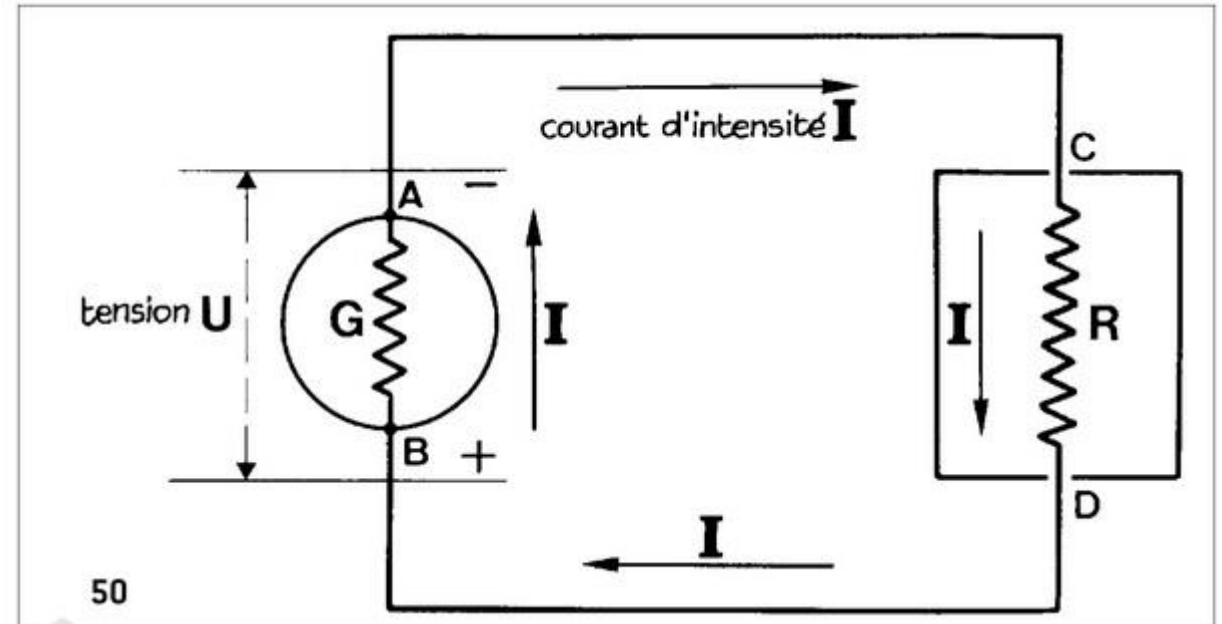 courant d'intensité I
C
A −
tension U
G
I
I
R
B +
D
I
50